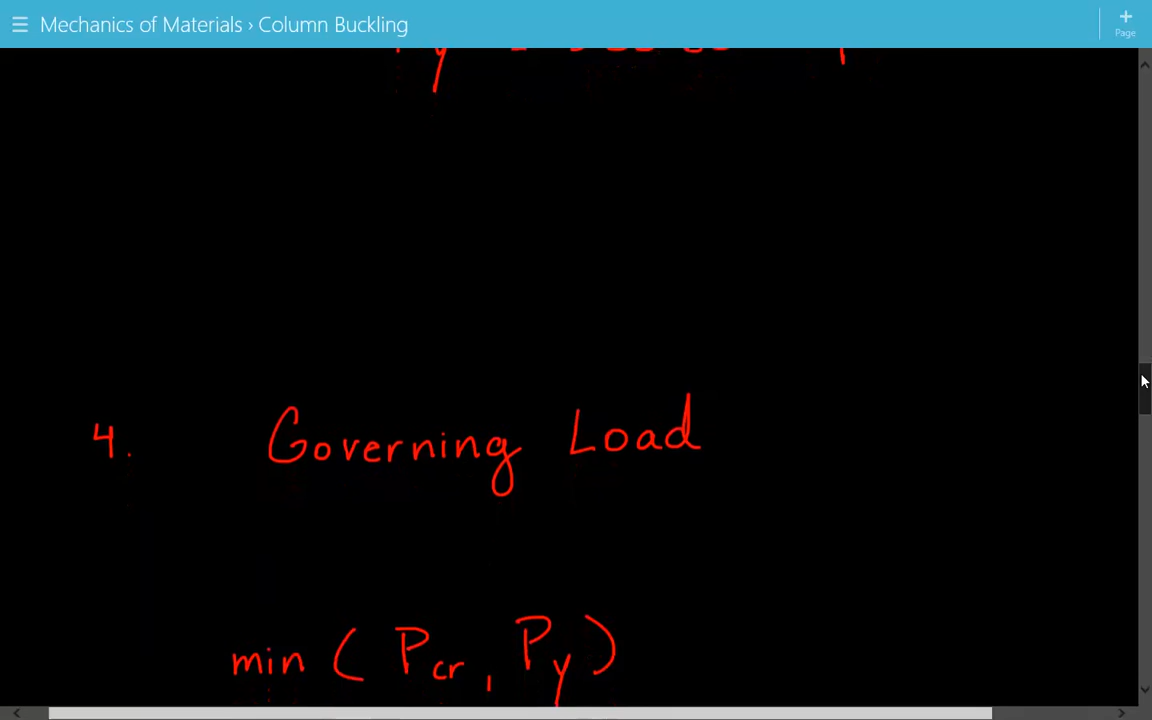 Mechanics of Materials › Column Buckling
Page
4. Governing Load
min ( Pcr, Py )